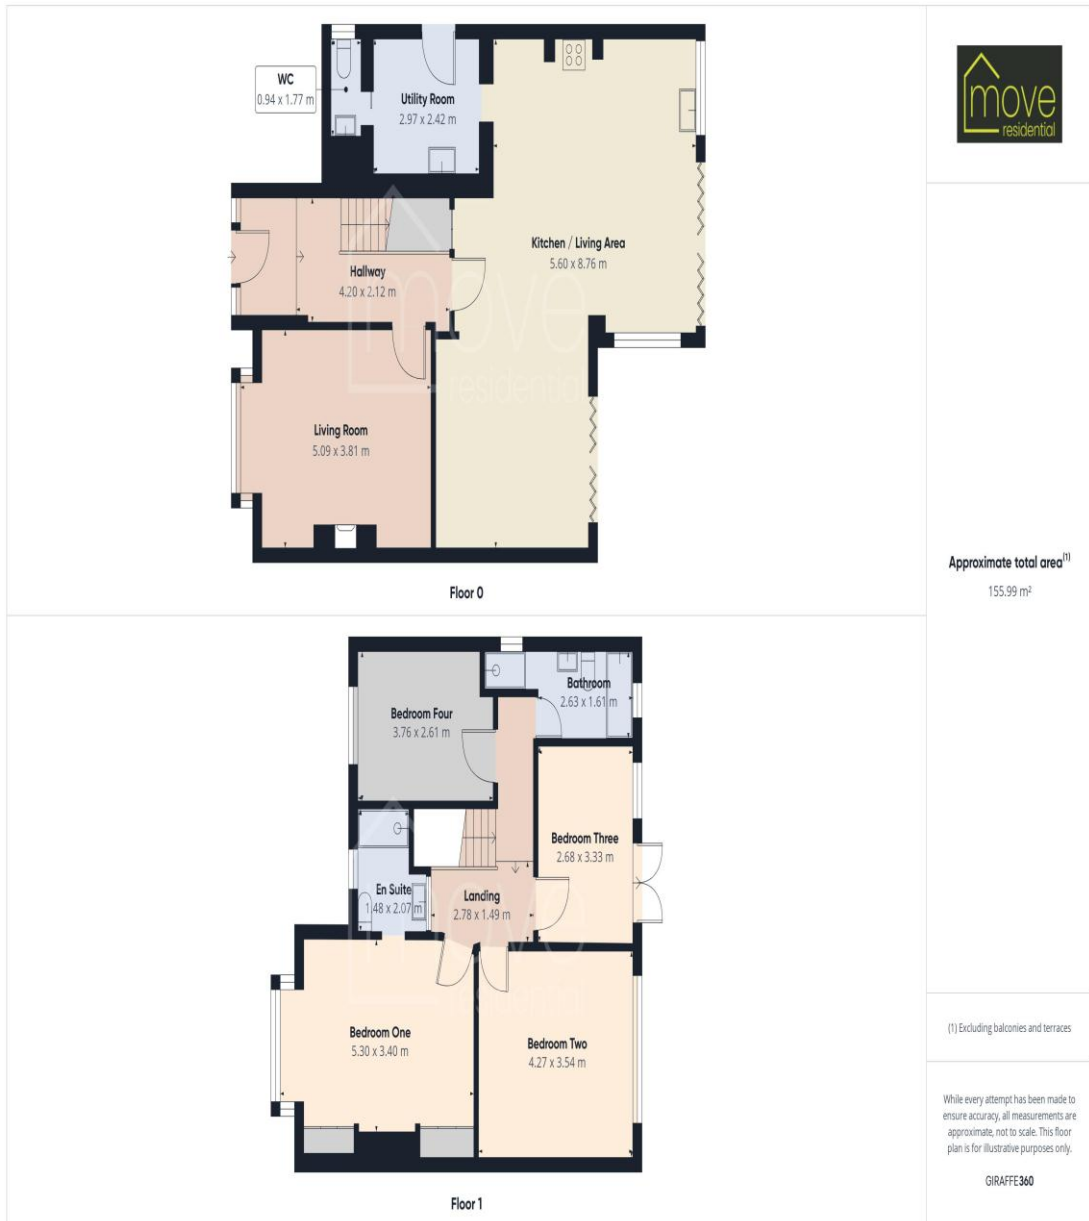 WC
0.94 x 1.77 m
Utility Room
2.97 x 2.42 m
Kitchen / Living Area
5.60 x 8.76 m
Hallway
4.20 x 2.12 m
Living Room
5.09 x 3.81 m
move
residential
Floor 0
move
residential
Approximate total area(1)
155.99 m²
Bedroom Four
3.76 x 2.61 m
Bathroom
2.63 x 1.61 m
Bedroom Three
2.68 x 3.33 m
En Suite
1.48 x 2.07 m
Landing
2.78 x 1.49 m
Bedroom One
5.30 x 3.40 m
Bedroom Two
4.27 x 3.54 m
move
residential
Floor 1
(1) Excluding balconies and terraces
While every attempt has been made to
ensure accuracy, all measurements are
approximate, not to scale. This floor
plan is for illustrative purposes only.
GIRAFFE360